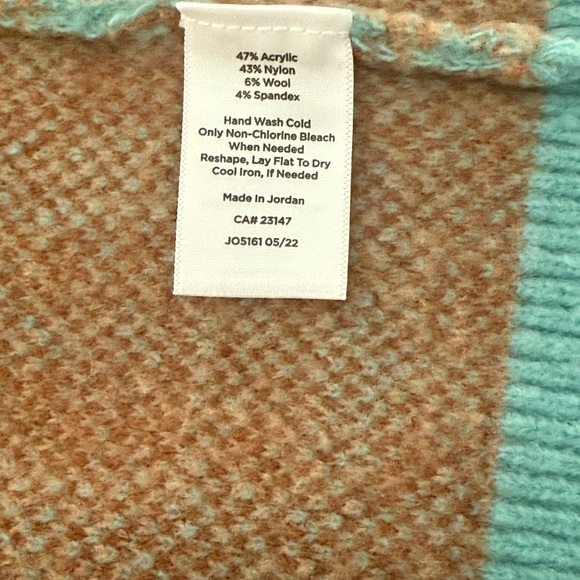 47% Acrylic
43% Nylon
6% Wool
4% Spandex
Hand Wash Cold
Only Non-Chlorine Bleach
When Needed
Reshape, Lay Flat To Dry
Cool Iron, If Needed
Made In Jordan
CA# 23147
JO5161 05/22